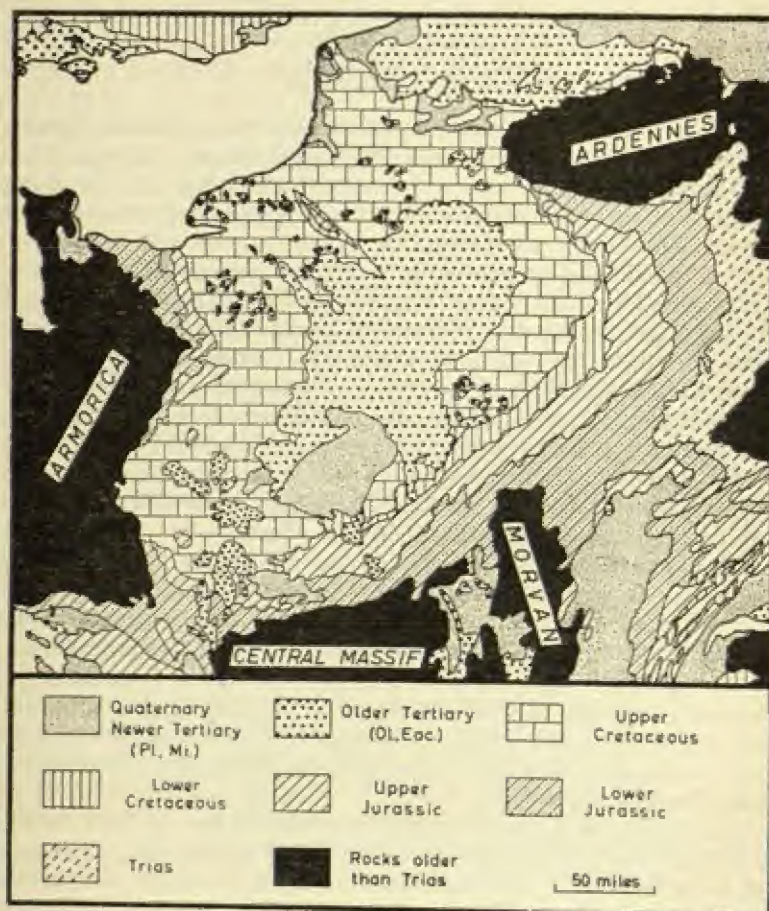 ARDENNES
ARMORICA
MORVAN
CENTRAL MASSIF
Quaternary
Newer Tertiary
(Pl., Mi.)
Older Tertiary
(Ol., Eoc.)
Upper
Cretaceous
Lower
Cretaceous
Upper
Jurassic
Lower
Jurassic
Trias
Rocks older
than Trias
50 miles